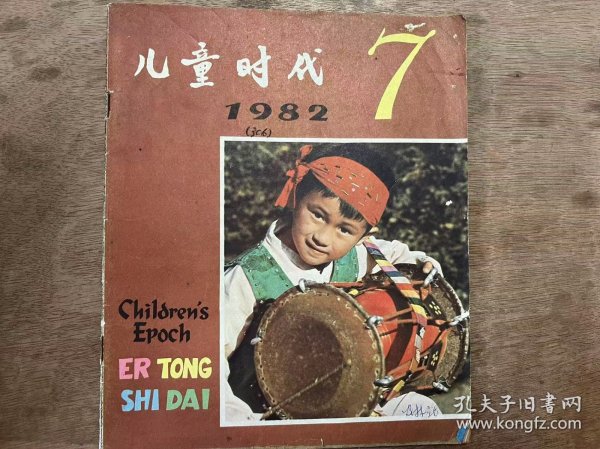 儿童时代
7
1982
(306)
Children's
Epoch
ER TONG
SHI DAI
孔夫子旧书网
www.kongfz.com